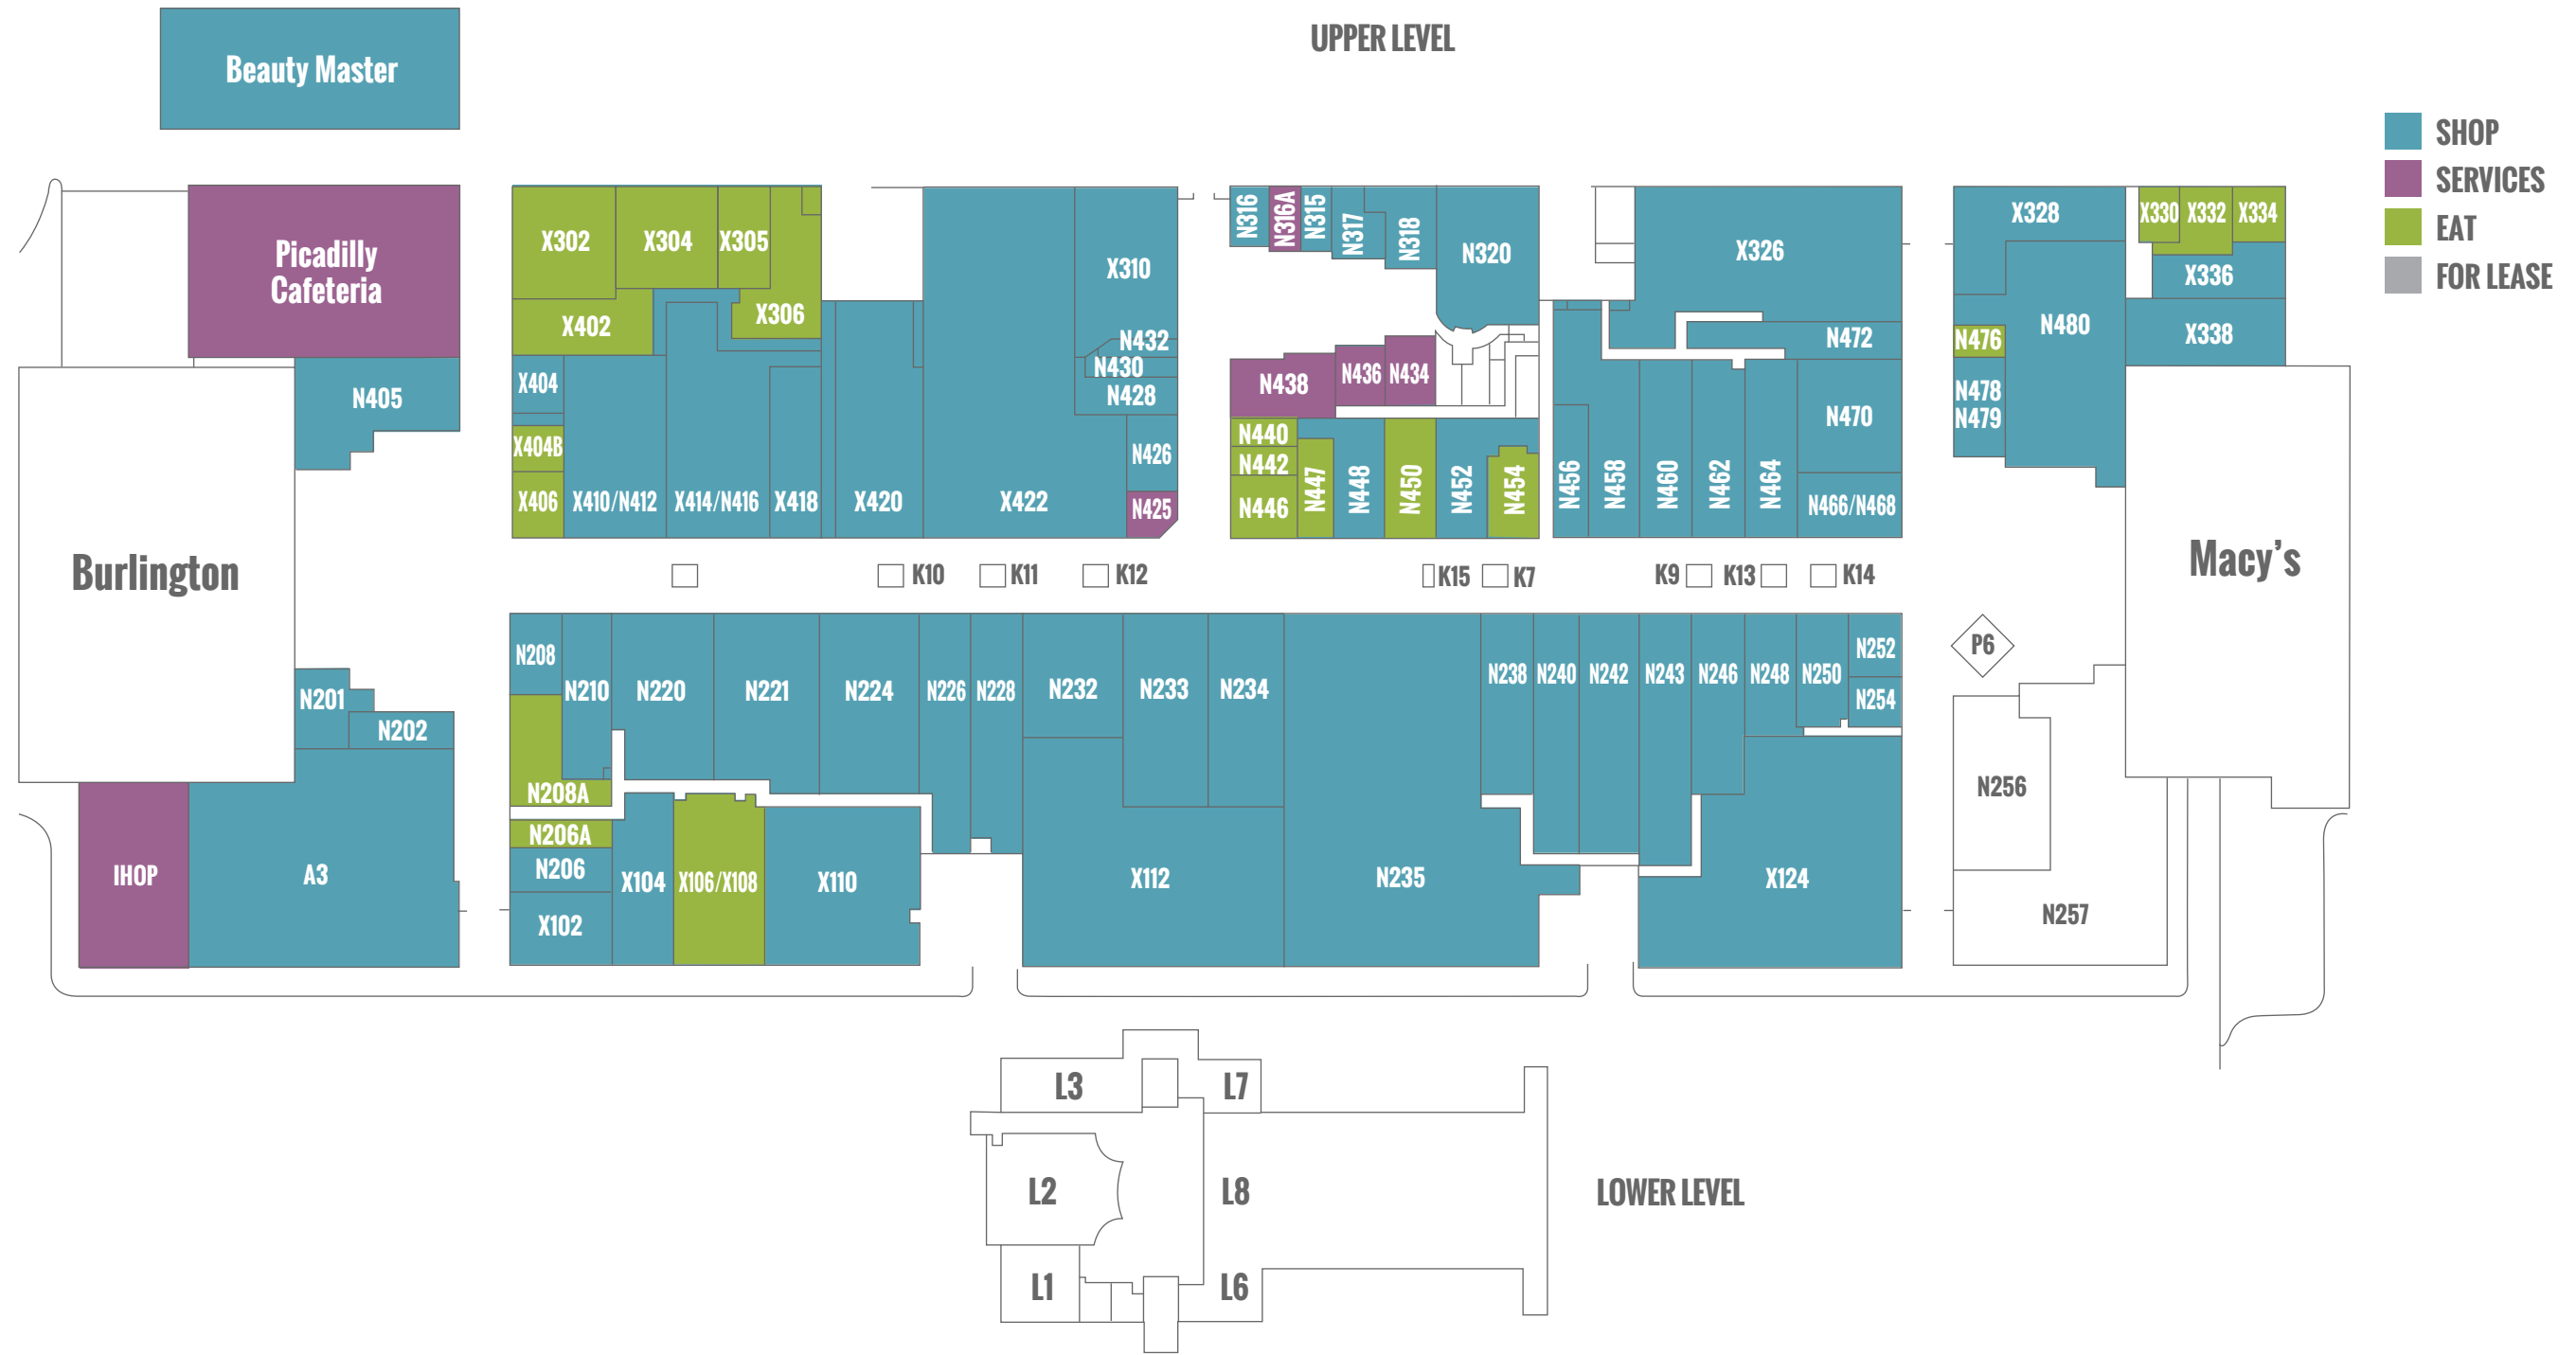 UPPER LEVEL
Beauty Master
SHOP
SERVICES
EAT
FOR LEASE
Picadilly
Cafeteria
N405
Burlington
X302
X304
X305
X306
X402
X404
X404B
X406
X410/N412
X414/N416
X418
X420
X422
X310
N432
N430
N428
N426
N425
N316
N316A
N315
N317
N318
N320
N438
N436
N434
N440
N442
N446
N447
N448
N450
N452
N454
X326
N472
N470
N456
N458
N460
N462
N464
N466/N468
X328
X330
X332
X334
X336
X338
N480
N476
N478
N479
Macy's
K10
K11
K12
K15
K7
K9
K13
K14
P6
N201
N202
IHOP
A3
N208
N210
N208A
N206A
N206
X102
N220
N221
N224
N226
N228
X104
X106/X108
X110
N232
N233
N234
X112
N235
N238
N240
N242
N243
N246
N248
N250
N252
N254
X124
N256
N257
L3
L7
L2
L8
L1
L6
LOWER LEVEL